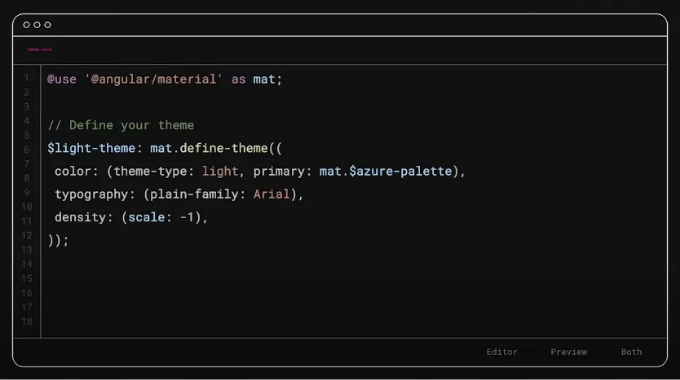 1 @use '@angular/material' as mat;
2
3
4 // Define your theme
5
6 $light-theme: mat.define-theme((
7 color: (theme-type: light, primary: mat.$azure-palette),
8
9 typography: (plain-family: Arial),
10
11 density: (scale: -1),
12 ));
13
14
15
16
17
18
Editor Preview Both